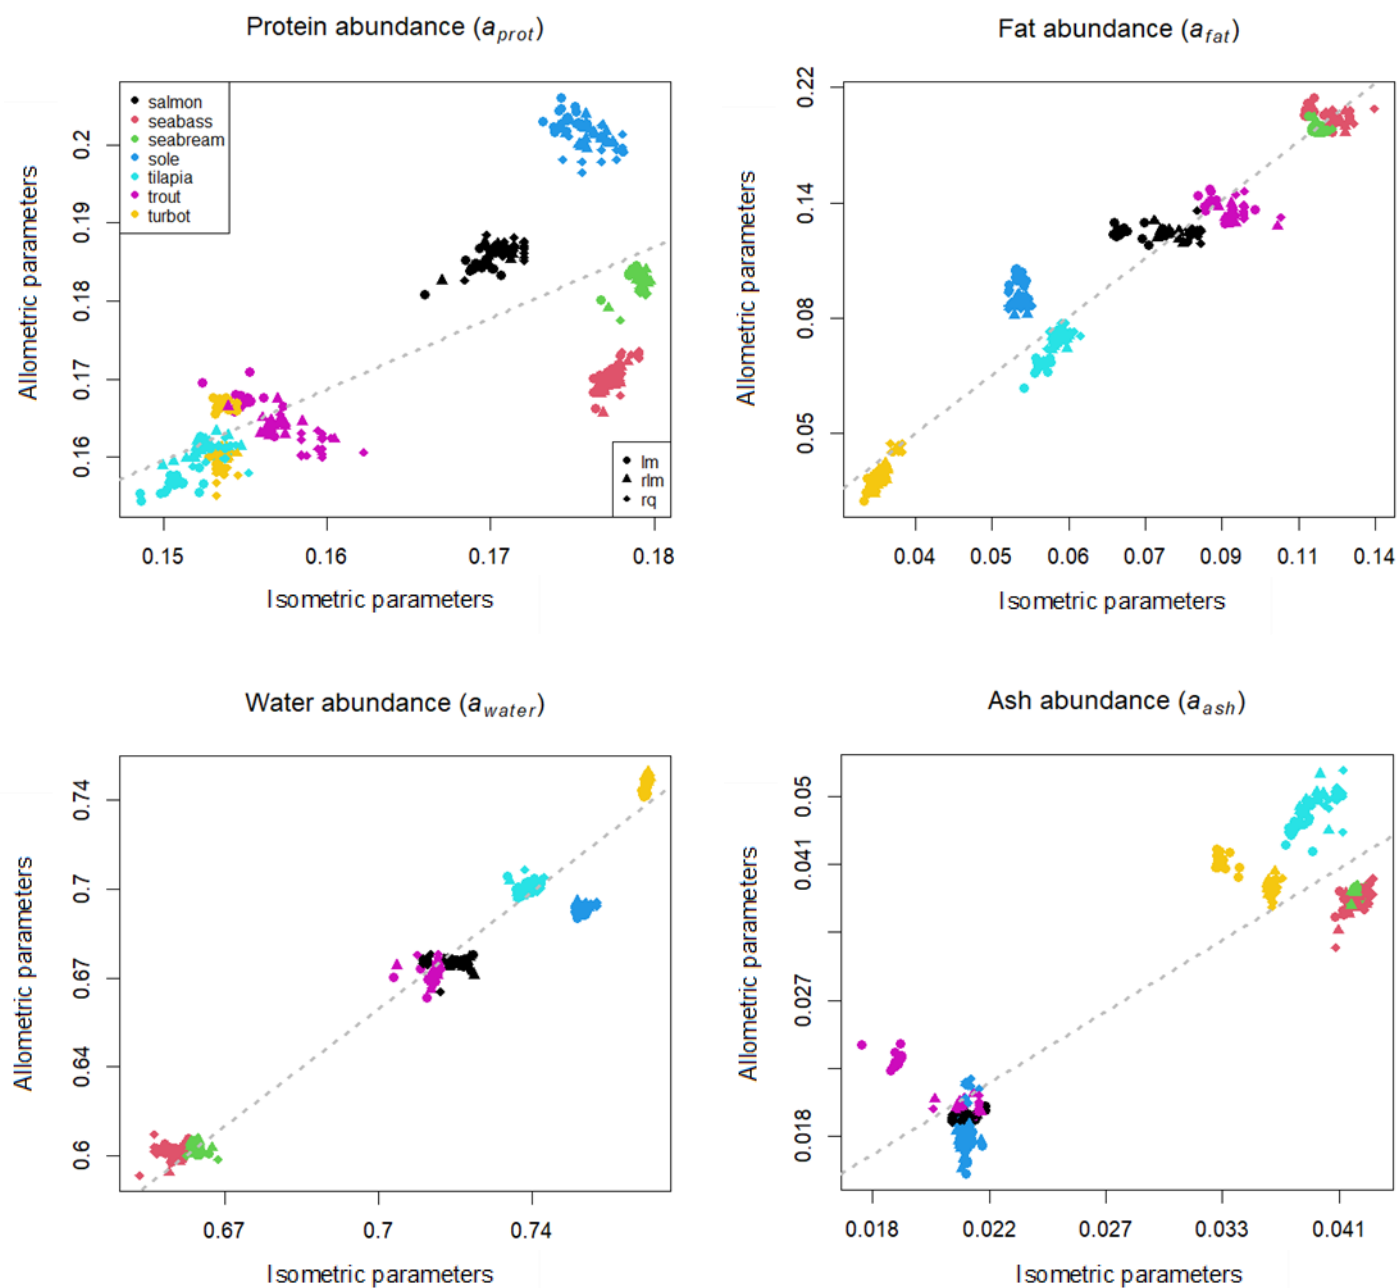 Protein abundance (a prot)
0.2
0.19
0.18
0.17
0.16
Allometric parameters
salmon
seabass
seabream
sole
tilapia
trout
turbot
lm
rlm
rq
0.15 0.16 0.17 0.18
Isometric parameters
Fat abundance (a fat)
0.22
0.14
0.08
0.05
Allometric parameters
0.04 0.05 0.06 0.07 0.09 0.11 0.14
Isometric parameters
Water abundance (a water)
0.74
0.7
0.67
0.64
0.6
Allometric parameters
0.67 0.7 0.74
Isometric parameters
Ash abundance (a ash)
0.05
0.041
0.027
0.018
Allometric parameters
0.018 0.022 0.027 0.033 0.041
Isometric parameters